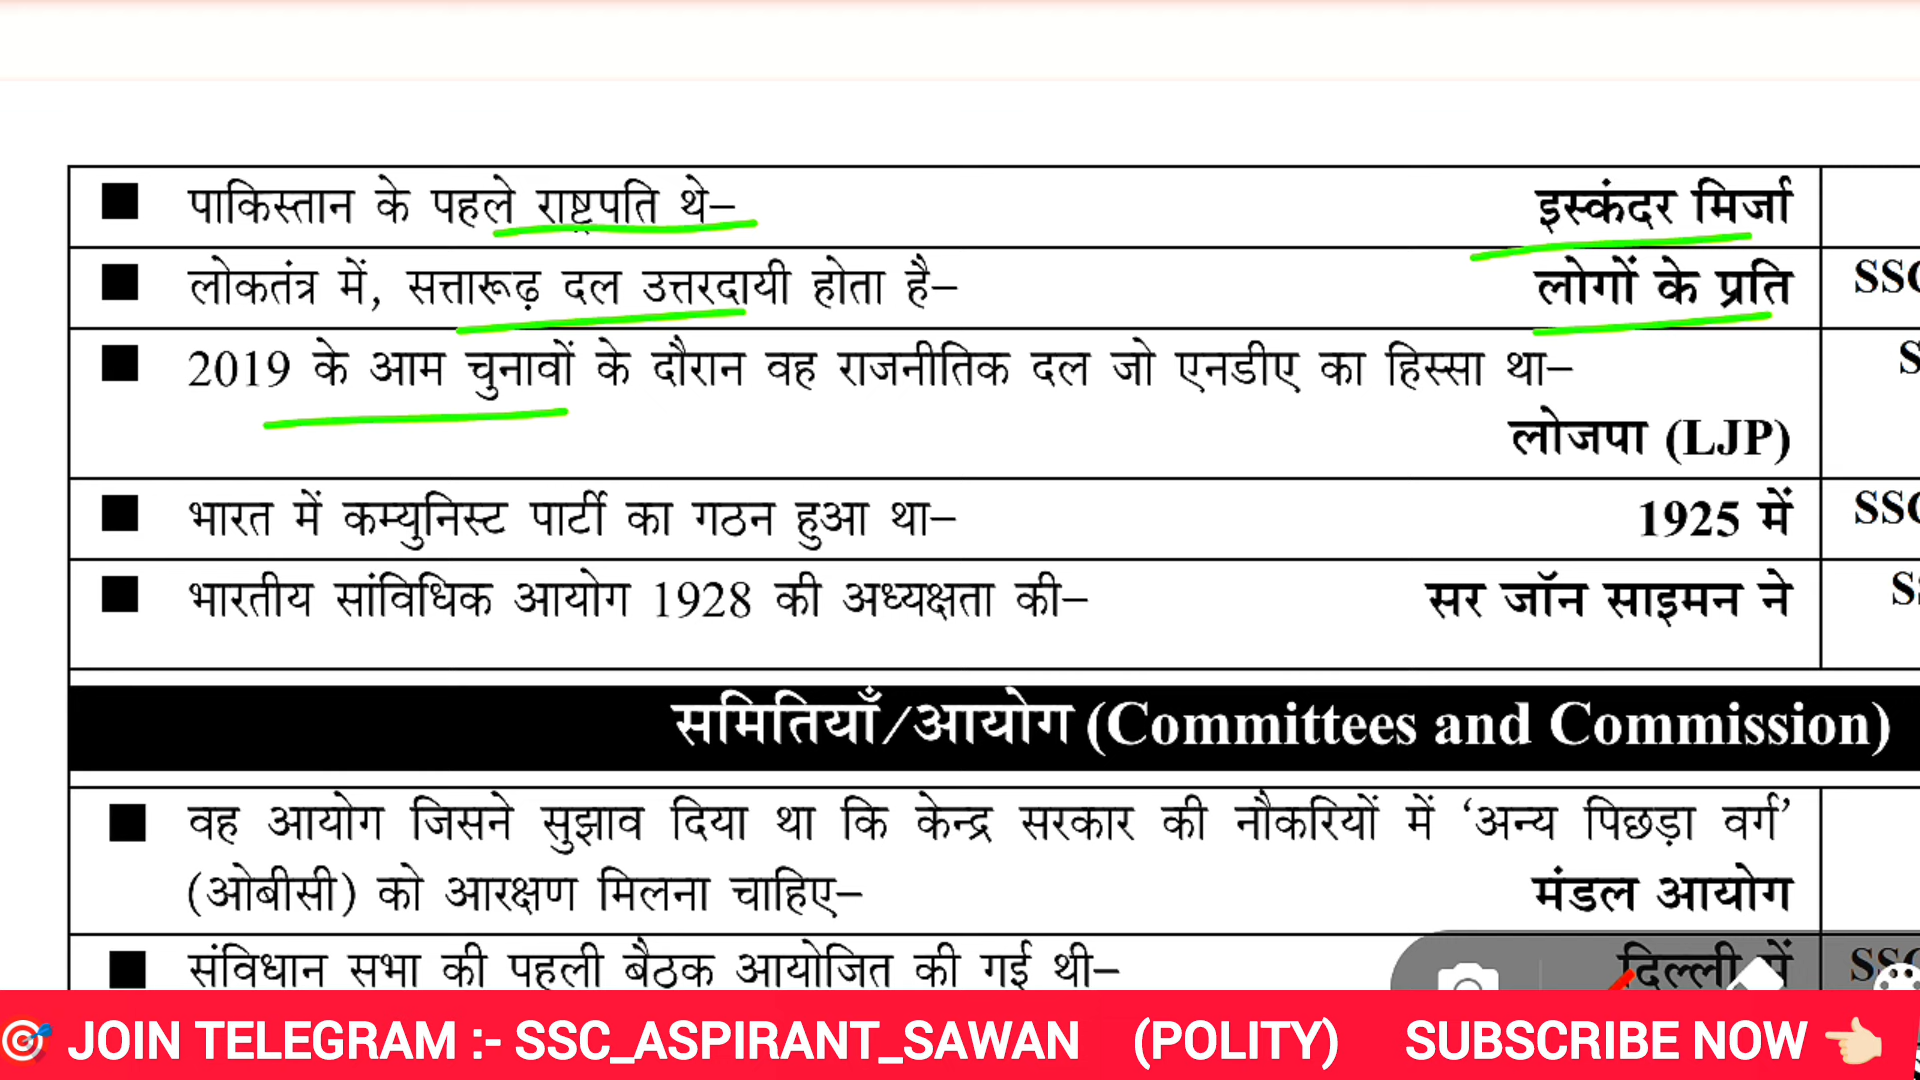 ■ पाकिस्तान के पहले राष्ट्रपति थे– इस्कंदर मिर्जा
■ लोकतंत्र में, सत्तारूढ़ दल उत्तरदायी होता है– लोगों के प्रति SSC
■ 2019 के आम चुनावों के दौरान वह राजनीतिक दल जो एनडीए का हिस्सा था– S
लोजपा (LJP)
■ भारत में कम्युनिस्ट पार्टी का गठन हुआ था– 1925 में SSC
■ भारतीय सांविधिक आयोग 1928 की अध्यक्षता की– सर जॉन साइमन ने SS
समितियाँ/आयोग (Committees and Commission)
■ वह आयोग जिसने सुझाव दिया था कि केन्द्र सरकार की नौकरियों में ‘अन्य पिछड़ा वर्ग’
(ओबीसी) को आरक्षण मिलना चाहिए– मंडल आयोग
■ संविधान सभा की पहली बैठक आयोजित की गई थी– दिल्ली में SSC
JOIN TELEGRAM :- SSC_ASPIRANT_SAWAN (POLITY) SUBSCRIBE NOW